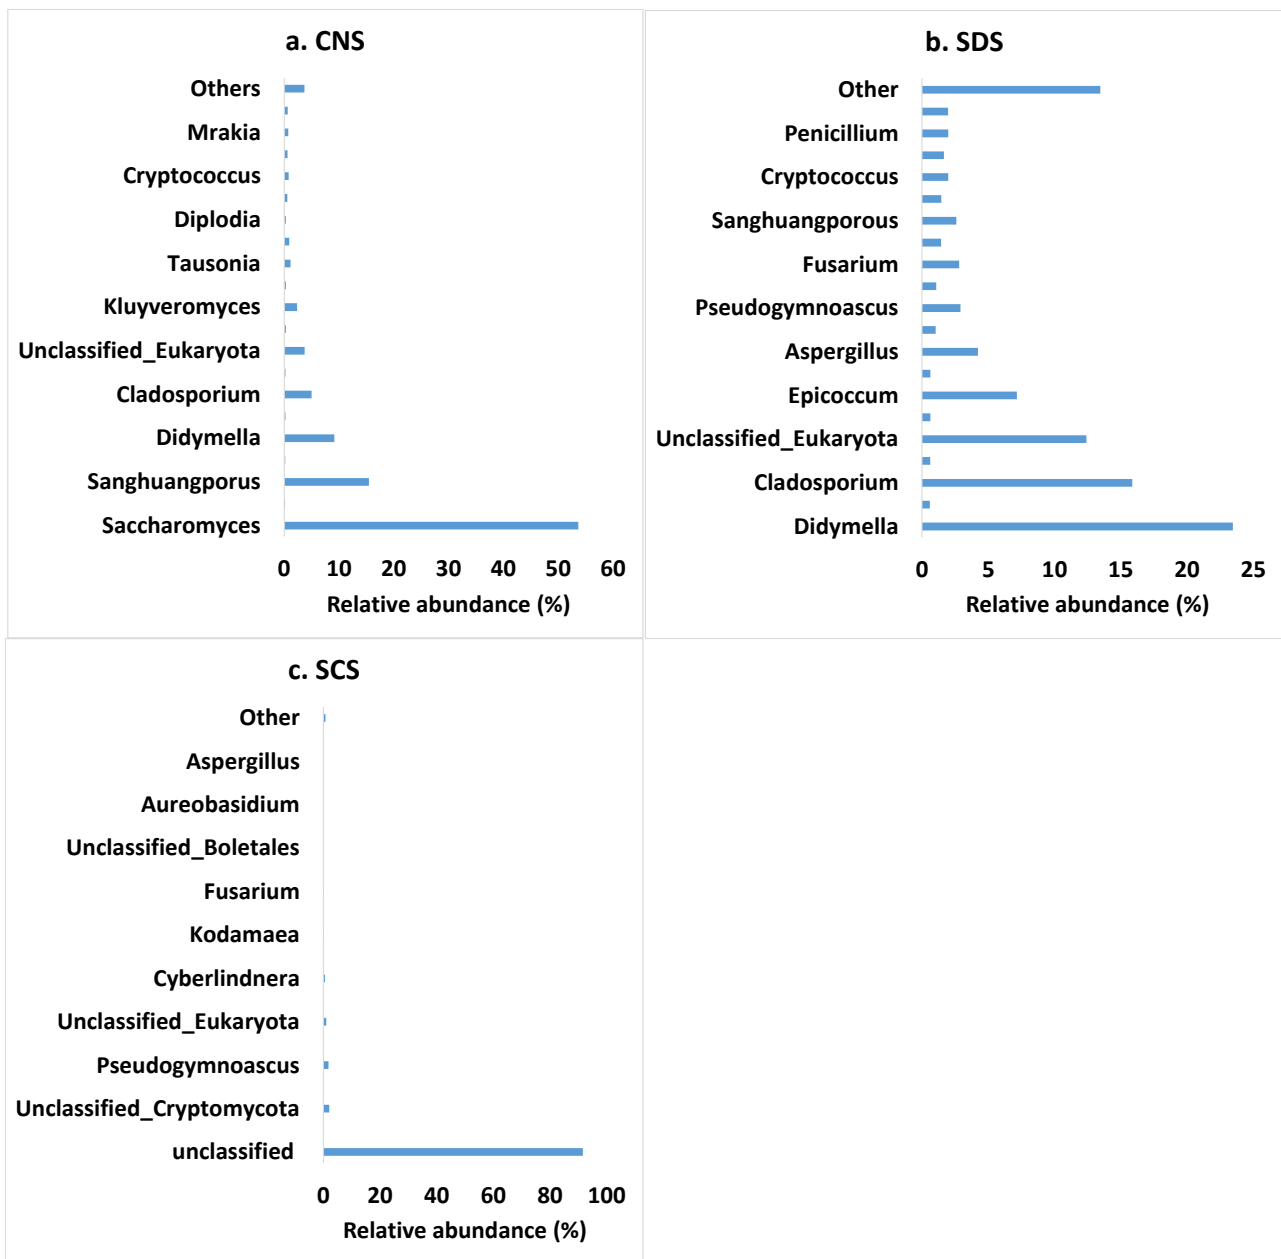 a. CNS
Others
Mrakia
Cryptococcus
Diplodia
Tausonia
Kluyveromyces
Unclassified_Eukaryota
Cladosporium
Didymella
Sanghuangporus
Saccharomyces
0 10 20 30 40 50 60
Relative abundance (%)
b. SDS
Other
Penicillium
Cryptococcus
Sanghuangporous
Fusarium
Pseudogymnoascus
Aspergillus
Epicoccum
Unclassified_Eukaryota
Cladosporium
Didymella
0 5 10 15 20 25
Relative abundance (%)
c. SCS
Other
Aspergillus
Aureobasidium
Unclassified_Boletales
Fusarium
Kodamaea
Cyberlindnera
Unclassified_Eukaryota
Pseudogymnoascus
Unclassified_Cryptomycota
unclassified
0 20 40 60 80 100
Relative abundance (%)